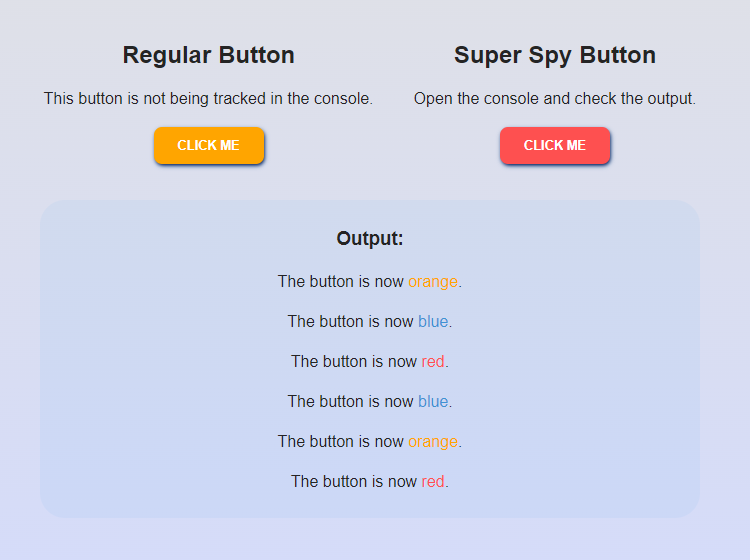 Regular Button
This button is not being tracked in the console.
CLICK ME
Super Spy Button
Open the console and check the output.
CLICK ME
Output:
The button is now orange.
The button is now blue.
The button is now red.
The button is now blue.
The button is now orange.
The button is now red.